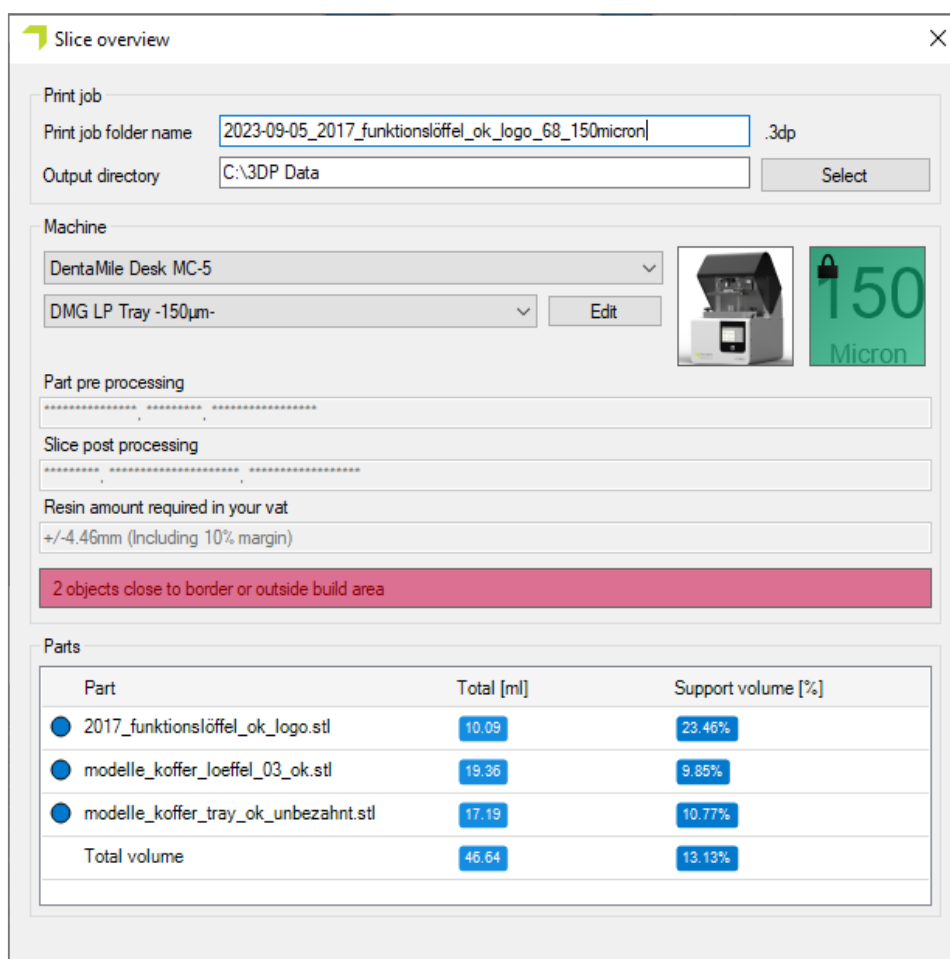 Slice overview
Print job
Print job folder name 2023-09-05_2017_funktionslöffel_ok_logo_68_150micron .3dp
Output directory C:\3DP Data Select
Machine
DentaMile Desk MC-5
DMG LP Tray -150µm- Edit
150
Micron
Part pre processing
***************, *********, *****************
Slice post processing
*********, *********************, ******************
Resin amount required in your vat
+/-4.46mm (Including 10% margin)
2 objects close to border or outside build area
Parts
Part Total [ml] Support volume [%]
2017_funktionslöffel_ok_logo.stl 10.09 23.46%
modelle_koffer_loeffel_03_ok.stl 19.36 9.85%
modelle_koffer_tray_ok_unbezahnt.stl 17.19 10.77%
Total volume 46.64 13.13%